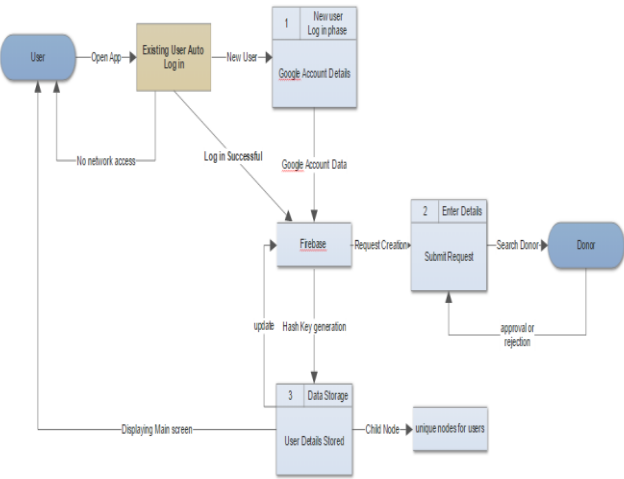 1
New user
Log in phase
User
Open App
Existing User Auto
Log in
New User
Google Account Details
No network access
Log in Successful
Google Account Data
2
Enter Details
Firebase
Request Creation
Submit Request
Search Donor
Donor
update
Hash Key generation
approval or
rejection
3
Data Storage
Displaying Main screen
User Details Stored
Child Node
unique nodes for users